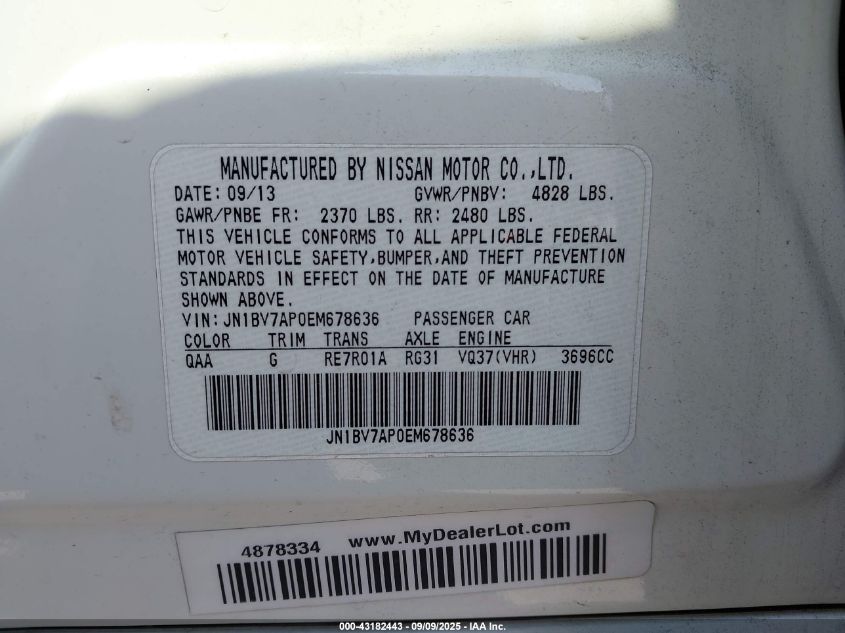 MANUFACTURED BY NISSAN MOTOR CO.,LTD.
DATE: 09/13 GVWR/PNBV: 4828 LBS.
GAWR/PNBE FR: 2370 LBS. RR: 2480 LBS.
THIS VEHICLE CONFORMS TO ALL APPLICABLE FEDERAL
MOTOR VEHICLE SAFETY,BUMPER,AND THEFT PREVENTION
STANDARDS IN EFFECT ON THE DATE OF MANUFACTURE
SHOWN ABOVE.
VIN: JN1BV7AP0EM678636 PASSENGER CAR
COLOR TRIM TRANS AXLE ENGINE
QAA G RE7R01A RG31 VQ37(VHR) 3696CC
JN1BV7AP0EM678636
4878334 www.MyDealerLot.com
000-43182443 - 09/09/2025 - IAA Inc.